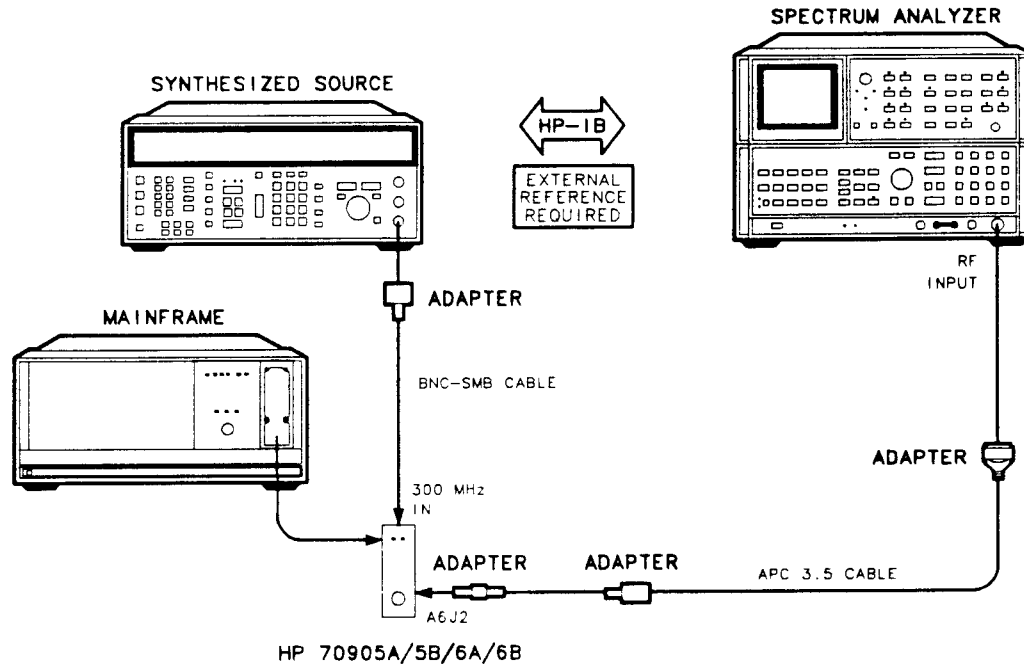 SPECTRUM ANALYZER
SYNTHESIZED SOURCE
HP-IB
EXTERNAL
REFERENCE
REQUIRED
RF
INPUT
ADAPTER
MAINFRAME
BNC-SMB CABLE
ADAPTER
300 MHz
IN
ADAPTER
ADAPTER
APC 3.5 CABLE
A6J2
HP 70905A/5B/6A/6B